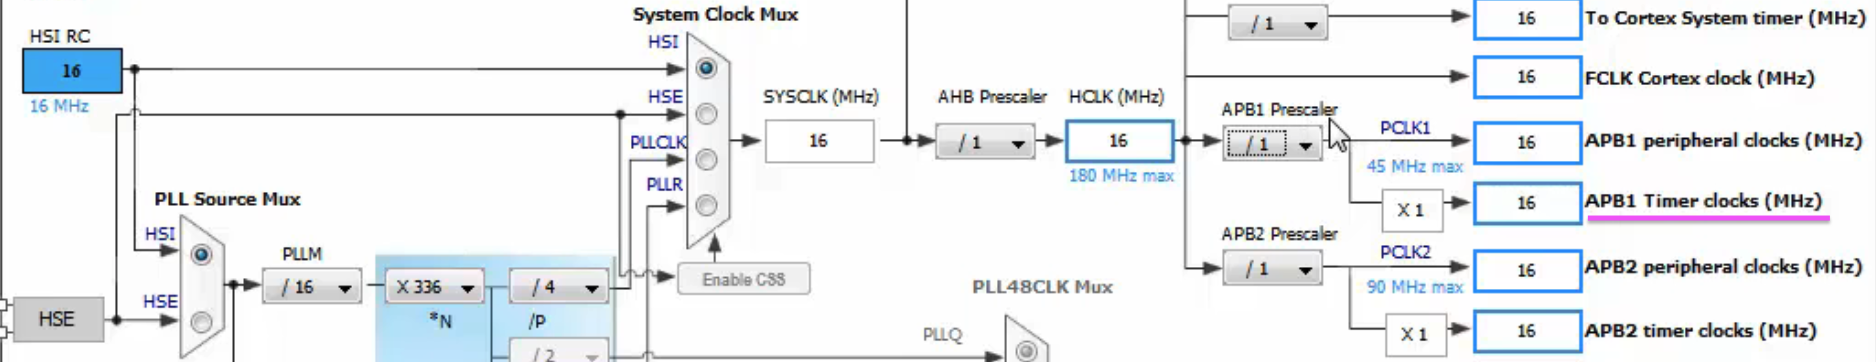 System Clock Mux
HSI RC
16
16 MHz
HSI
HSE
PLLCLK
PLLR
SYSCLK (MHz)
16
AHB Prescaler
/ 1
HCLK (MHz)
16
180 MHz max
/ 1
16
To Cortex System timer (MHz)
16
FCLK Cortex clock (MHz)
APB1 Prescaler
/ 1
PCLK1
45 MHz max
16
APB1 peripheral clocks (MHz)
X 1
16
APB1 Timer clocks (MHz)
APB2 Prescaler
/ 1
PCLK2
90 MHz max
16
APB2 peripheral clocks (MHz)
X 1
16
APB2 timer clocks (MHz)
PLL Source Mux
HSI
HSE
HSE
PLLM
/ 16
X 336
*N
/ 4
/P
/ 2
Enable CSS
PLL48CLK Mux
PLLQ